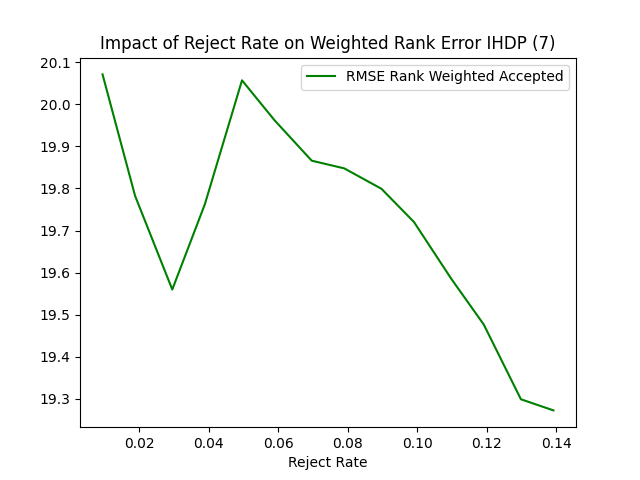 Impact of Reject Rate on Weighted Rank Error IHDP (7)
RMSE Rank Weighted Accepted
20.1
20.0
19.9
19.8
19.7
19.6
19.5
19.4
19.3
0.02 0.04 0.06 0.08 0.10 0.12 0.14
Reject Rate